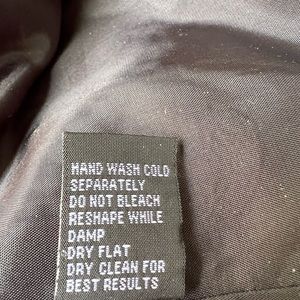 HAND WASH COLD
SEPARATELY
DO NOT BLEACH
RESHAPE WHILE
DAMP
DRY FLAT
DRY CLEAN FOR
BEST RESULTS